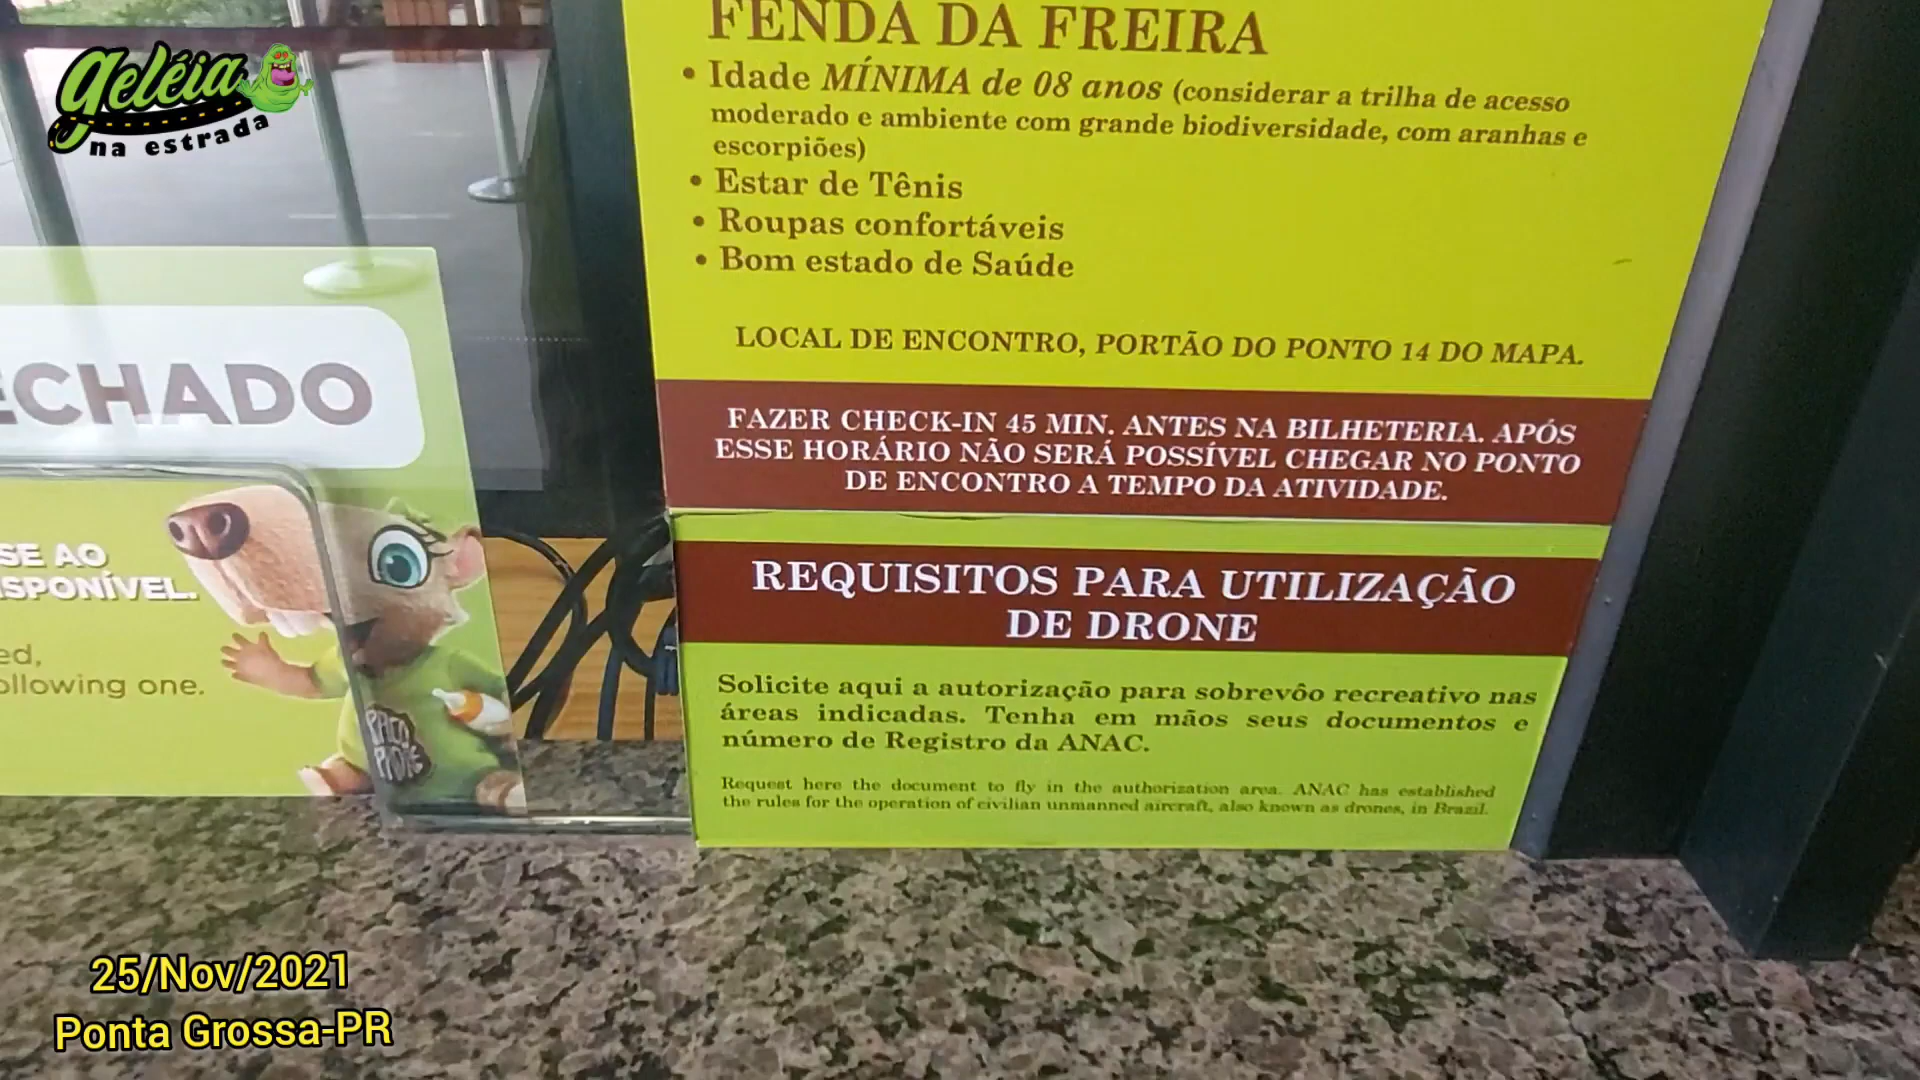 geléia
na estrada
FENDA DA FREIRA
• Idade MÍNIMA de 08 anos (considerar a trilha de acesso
moderado e ambiente com grande biodiversidade, com aranhas e
escorpiões)
• Estar de Tênis
• Roupas confortáveis
• Bom estado de Saúde
LOCAL DE ENCONTRO, PORTÃO DO PONTO 14 DO MAPA.
FAZER CHECK-IN 45 MIN. ANTES NA BILHETERIA. APÓS
ESSE HORÁRIO NÃO SERÁ POSSÍVEL CHEGAR NO PONTO
DE ENCONTRO A TEMPO DA ATIVIDADE.
REQUISITOS PARA UTILIZAÇÃO
DE DRONE
Solicite aqui a autorização para sobrevôo recreativo nas
áreas indicadas. Tenha em mãos seus documentos e
número de Registro da ANAC.
Request here the document to fly in the authorization area. ANAC has established
the rules for the operation of civilian unmanned aircraft, also known as drones, in Brazil.
ECHADO
SE AO
ISPONÍVEL.
ed,
ollowing one.
25/Nov/2021
Ponta Grossa-PR